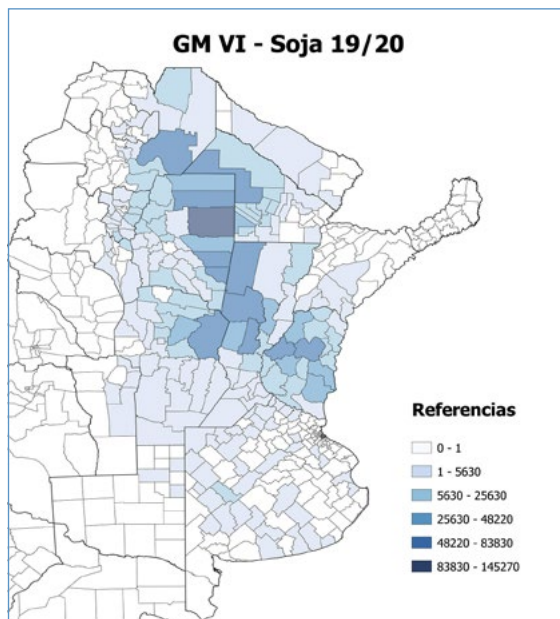 GM VI - Soja 19/20
Referencias
0 - 1
1 - 5630
5630 - 25630
25630 - 48220
48220 - 83830
83830 - 145270